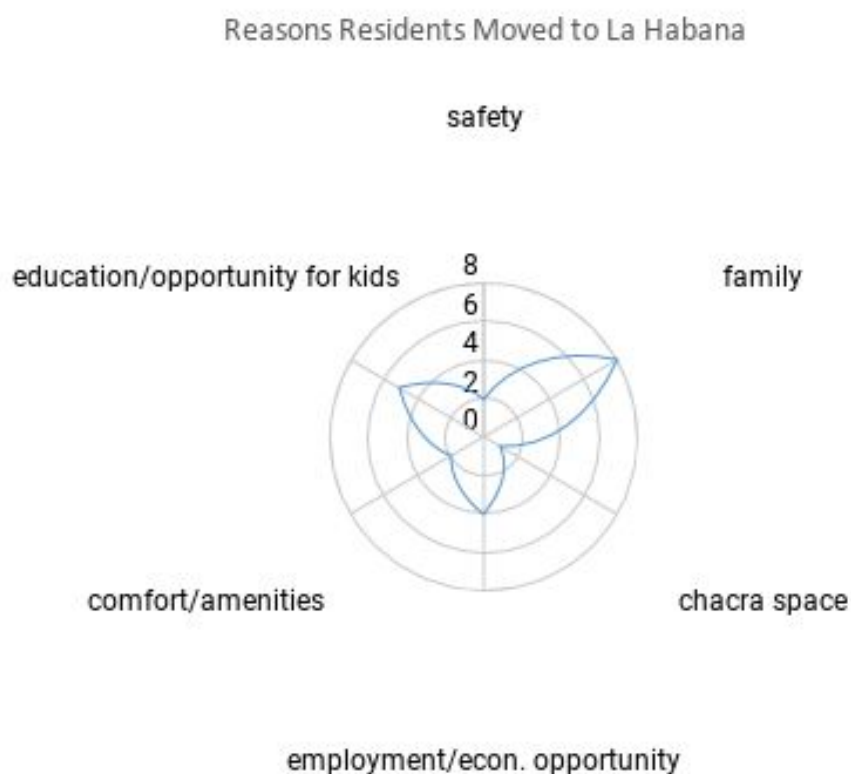 Reasons Residents Moved to La Habana
safety
education/opportunity for kids
family
8
6
4
2
0
comfort/amenities
chacra space
employment/econ. opportunity